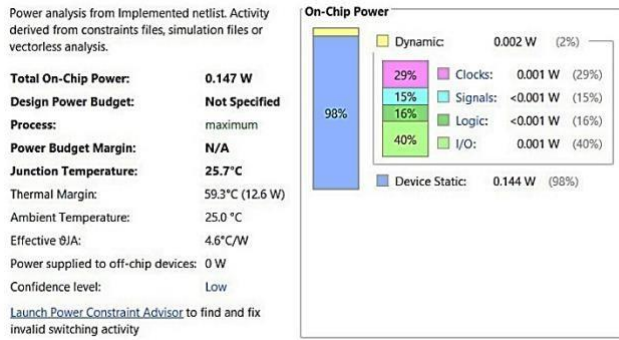 Power analysis from Implemented netlist. Activity
derived from constraints files, simulation files or
vectorless analysis.
Total On-Chip Power: 0.147 W
Design Power Budget: Not Specified
Process: maximum
Power Budget Margin: N/A
Junction Temperature: 25.7°C
Thermal Margin: 59.3°C (12.6 W)
Ambient Temperature: 25.0 °C
Effective θJA: 4.6°C/W
Power supplied to off-chip devices: 0 W
Confidence level: Low
Launch Power Constraint Advisor to find and fix
invalid switching activity
On-Chip Power
Dynamic: 0.002 W (2%)
29% Clocks: 0.001 W (29%)
15% Signals: <0.001 W (15%)
16% Logic: <0.001 W (16%)
40% I/O: 0.001 W (40%)
98%
Device Static: 0.144 W (98%)